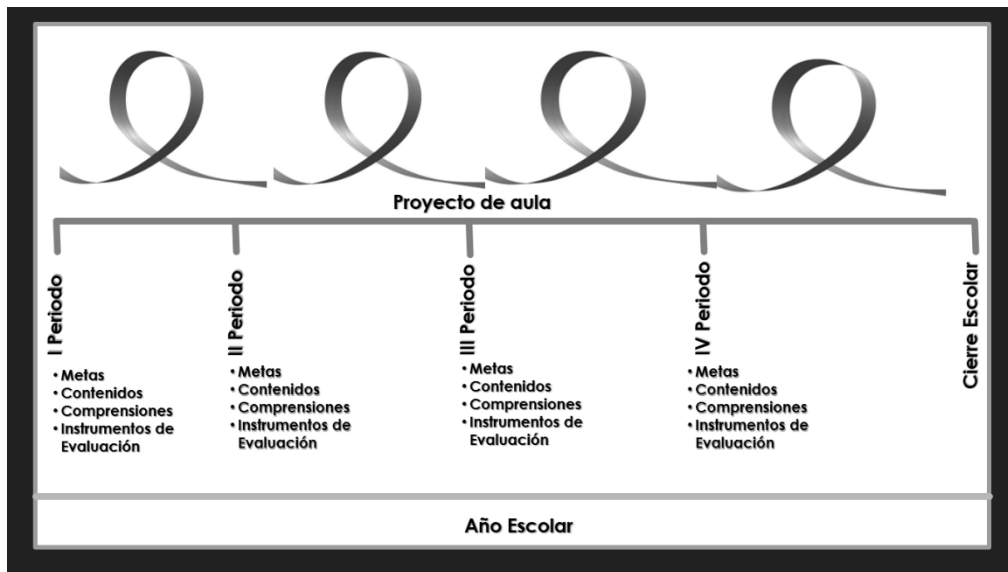 Proyecto de aula
I Periodo
• Metas
• Contenidos
• Comprensiones
• Instrumentos de
Evaluación
II Periodo
• Metas
• Contenidos
• Comprensiones
• Instrumentos de
Evaluación
III Periodo
• Metas
• Contenidos
• Comprensiones
• Instrumentos de
Evaluación
IV Periodo
• Metas
• Contenidos
• Comprensiones
• Instrumentos de
Evaluación
Cierre Escolar
Año Escolar